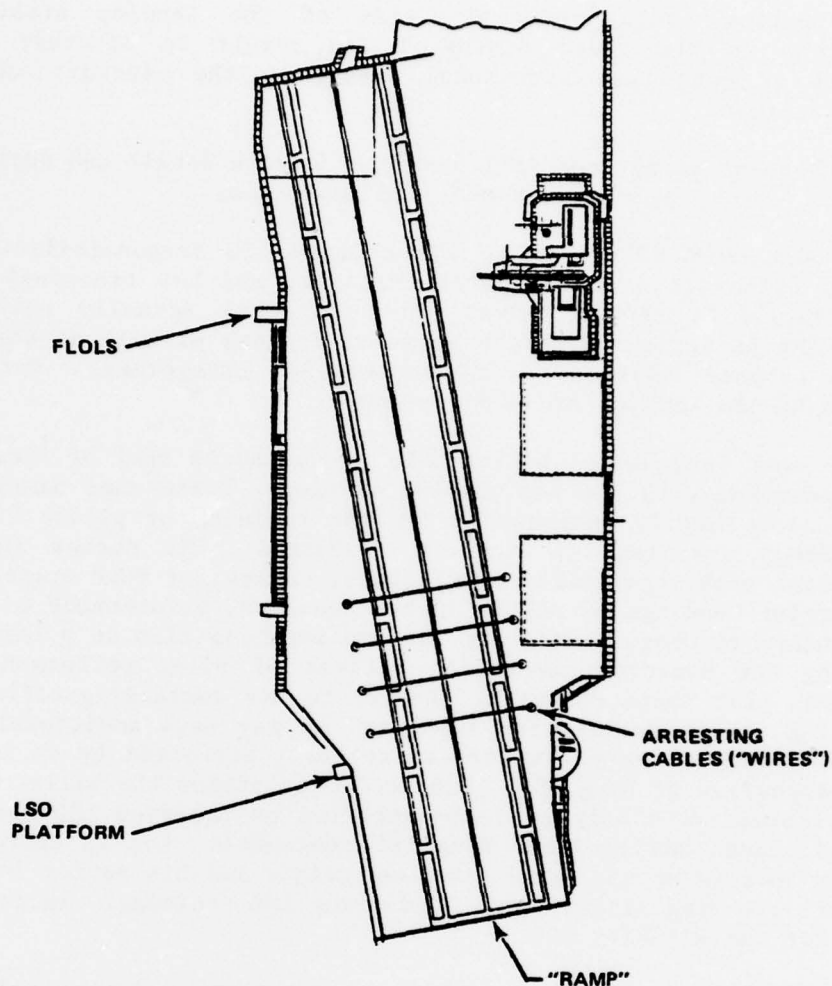 FLOLS
ARRESTING
CABLES ("WIRES")
LSO
PLATFORM
"RAMP"